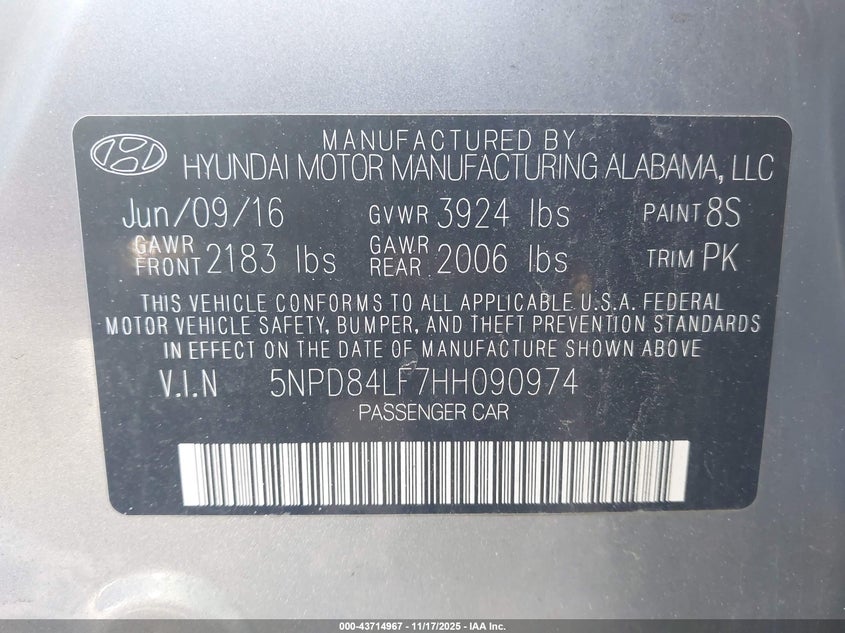 MANUFACTURED BY
HYUNDAI MOTOR MANUFACTURING ALABAMA, LLC
Jun/09/16 GVWR 3924 lbs PAINT 8S
GAWR FRONT 2183 lbs GAWR REAR 2006 lbs TRIM PK
THIS VEHICLE CONFORMS TO ALL APPLICABLE U.S.A. FEDERAL
MOTOR VEHICLE SAFETY, BUMPER, AND THEFT PREVENTION STANDARDS
IN EFFECT ON THE DATE OF MANUFACTURE SHOWN ABOVE
V.I.N 5NPD84LF7HH090974
PASSENGER CAR
000-43714967 - 11/17/2025 - IAA Inc.